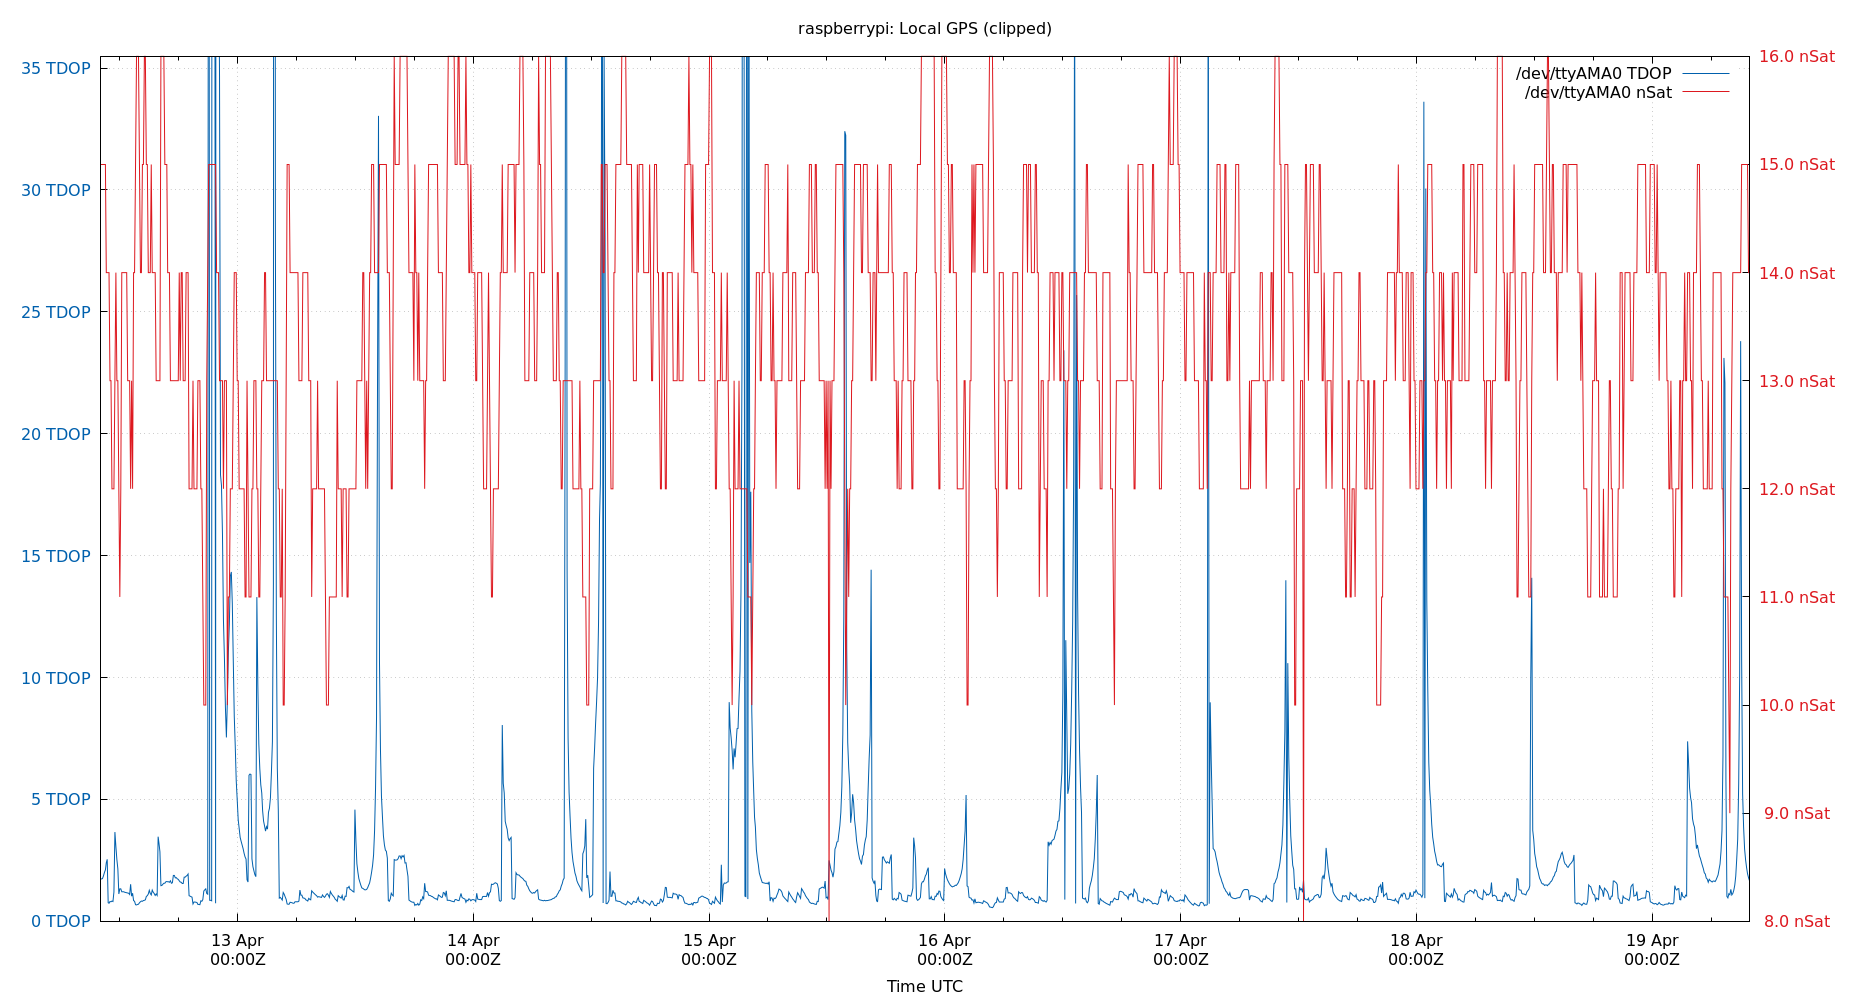 raspberrypi: Local GPS (clipped)
35 TDOP
30 TDOP
25 TDOP
20 TDOP
15 TDOP
10 TDOP
5 TDOP
0 TDOP
16.0 nSat
15.0 nSat
14.0 nSat
13.0 nSat
12.0 nSat
11.0 nSat
10.0 nSat
9.0 nSat
8.0 nSat
/dev/ttyAMA0 TDOP
/dev/ttyAMA0 nSat
13 Apr
00:00Z
14 Apr
00:00Z
15 Apr
00:00Z
16 Apr
00:00Z
17 Apr
00:00Z
18 Apr
00:00Z
19 Apr
00:00Z
Time UTC